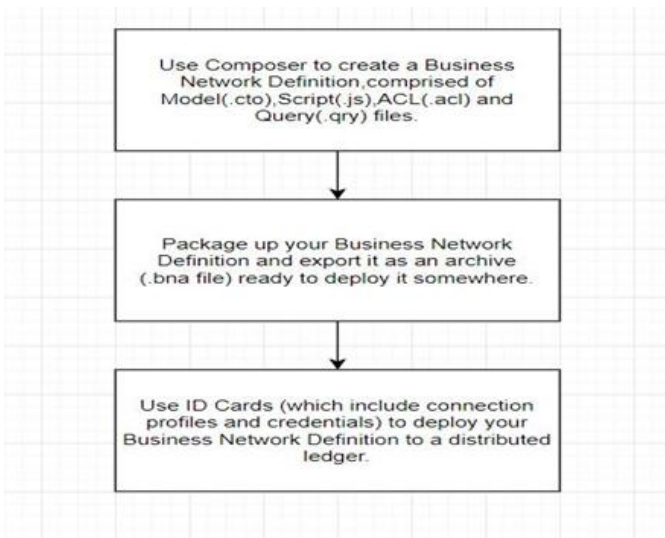 Use Composer to create a Business
Network Definition,comprised of
Model(.cto),Script(.js),ACL(.acl) and
Query(.qry) files.
Package up your Business Network
Definition and export it as an archive
(.bna file) ready to deploy it somewhere.
Use ID Cards (which include connection
profiles and credentials) to deploy your
Business Network Definition to a distributed
ledger.